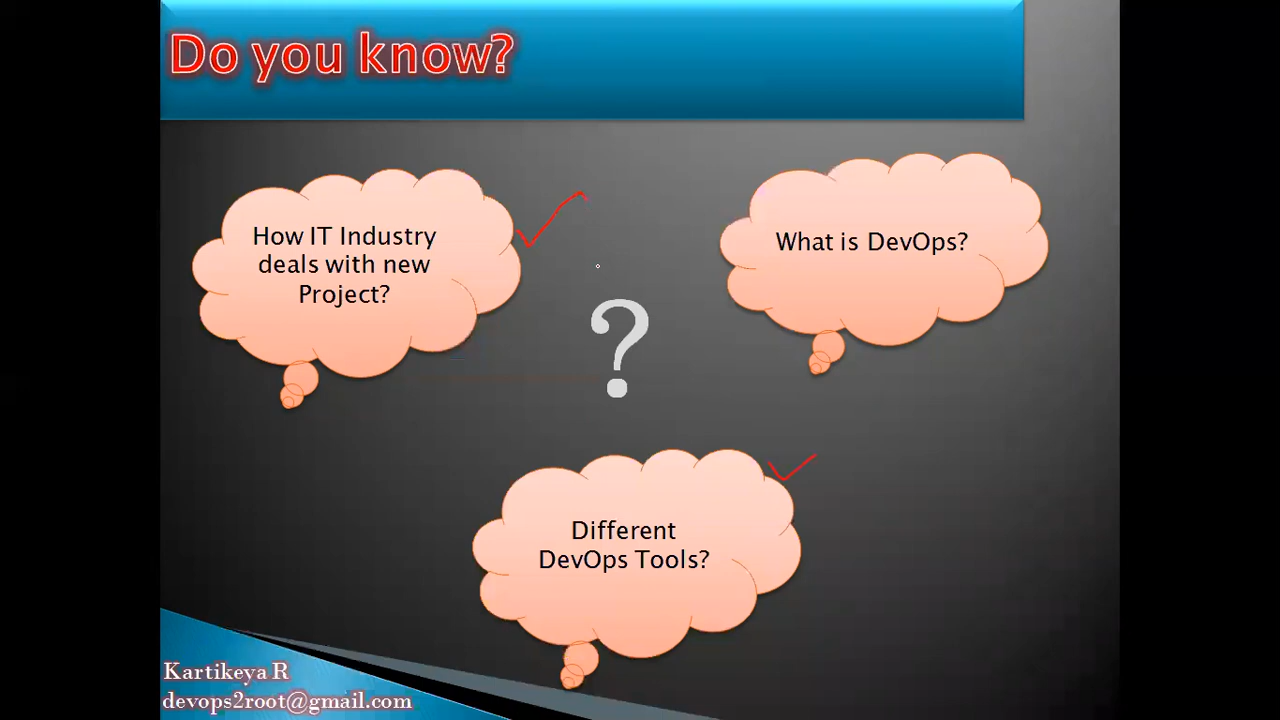 Do you know?
How IT Industry
deals with new
Project?
What is DevOps?
?
Different
DevOps Tools?
Kartikeya R
devops2root@gmail.com